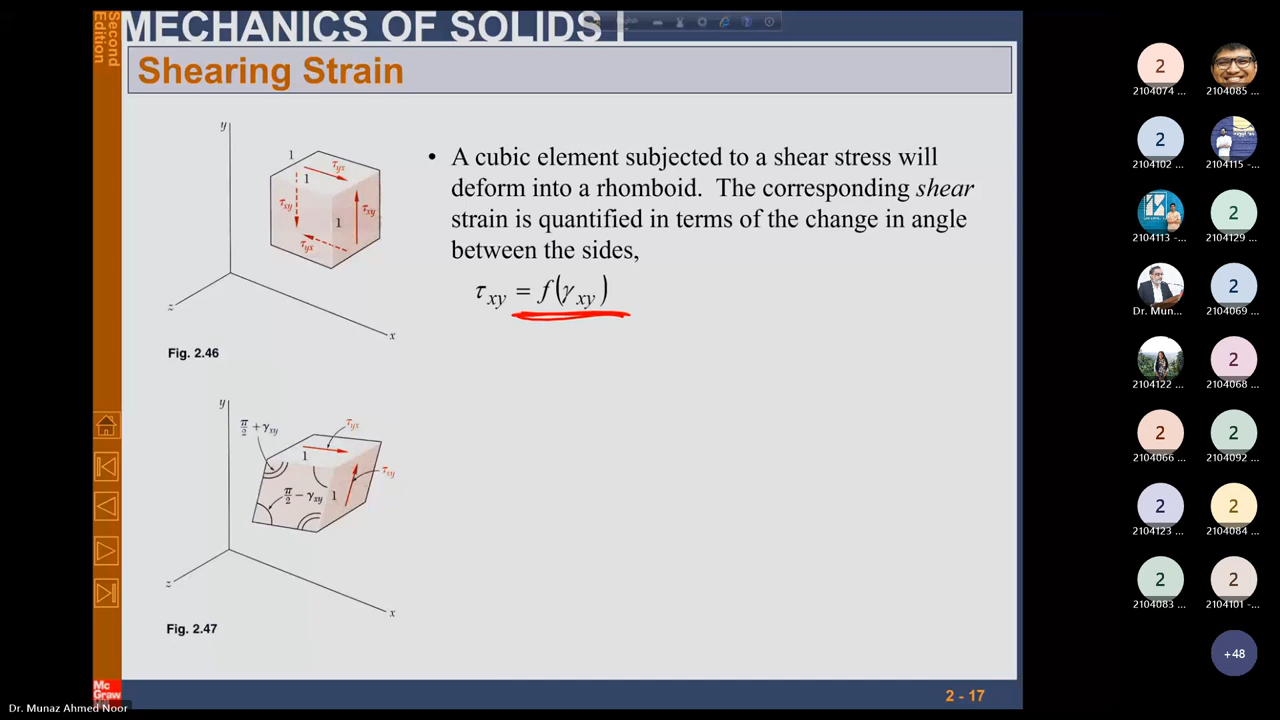 MECHANICS OF SOLIDS I
Second
Edition
Shearing Strain
y
1
τyx
1
τxy
1
τxy
τyx
z
x
Fig. 2.46
• A cubic element subjected to a shear stress will
deform into a rhomboid. The corresponding shear
strain is quantified in terms of the change in angle
between the sides,
τxy = f(γxy)
y
π/2 + γxy
τyx
1
τxy
π/2 − γxy
1
z
x
Fig. 2.47
Mc
Graw
2 - 17
Dr. Munaz Ahmed Noor
2
2104074 ...
2104085 ...
2
2104102 ...
2104115 -...
2104113 -...
2
2104129 ...
Dr. Mun...
2
2104069 ...
2104122 ...
2
2104068 ...
2
2104066 ...
2
2104092 ...
2
2104123 ...
2
2104084 ...
2
2104083 ...
2
2104101 -...
+48